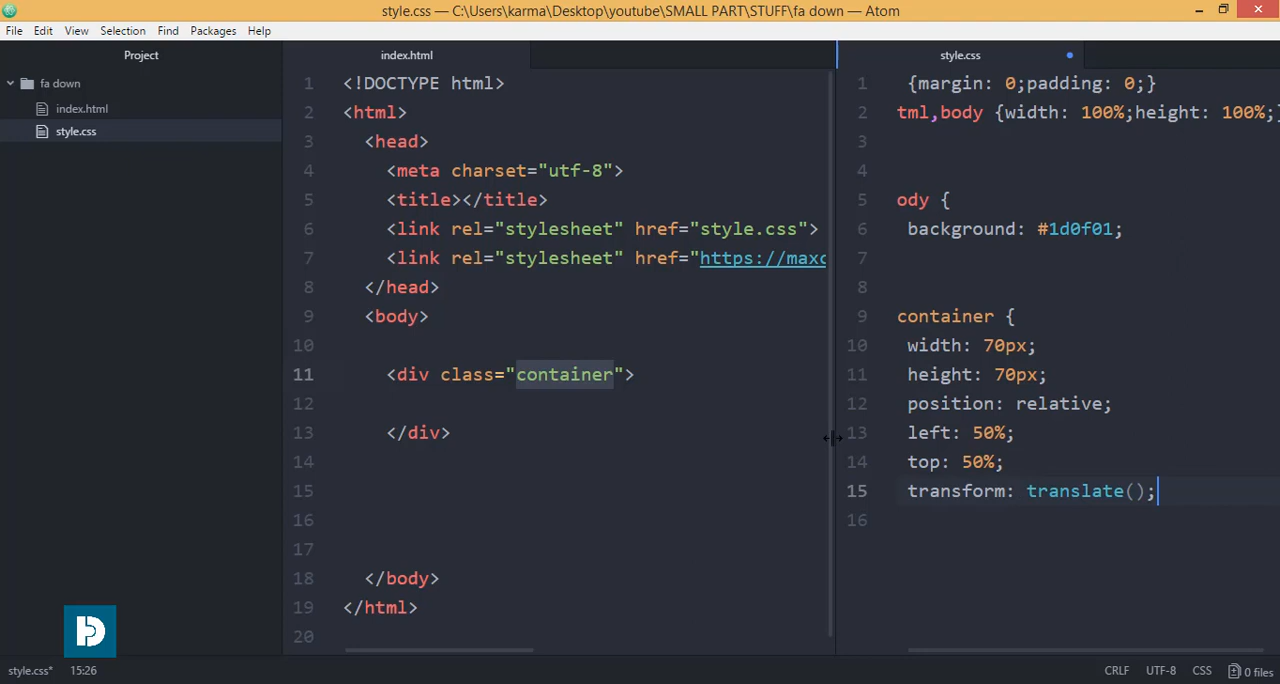 style.css — C:\Users\karma\Desktop\youtube\SMALL PART\STUFF\fa down — Atom
File Edit View Selection Find Packages Help
Project
fa down
index.html
style.css
index.html
1 <!DOCTYPE html>
2 <html>
3 <head>
4 <meta charset="utf-8">
5 <title></title>
6 <link rel="stylesheet" href="style.css">
7 <link rel="stylesheet" href="https://maxc
8 </head>
9 <body>
10
11 <div class="container">
12
13 </div>
14
15
16
17
18 </body>
19 </html>
20
style.css
1 {margin: 0;padding: 0;}
2 tml,body {width: 100%;height: 100%;}
3
4
5 ody {
6 background: #1d0f01;
7
8
9 container {
10 width: 70px;
11 height: 70px;
12 position: relative;
13 left: 50%;
14 top: 50%;
15 transform: translate();
16
style.css* 15:26
CRLF UTF-8 CSS 0 files